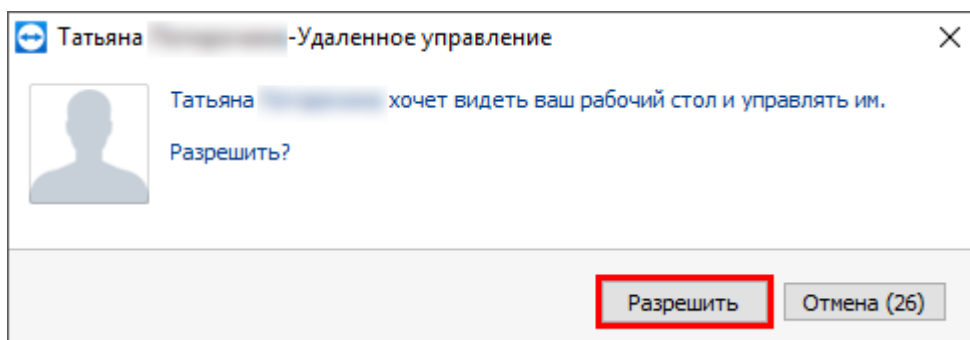 Татьяна -Удаленное управление
Татьяна хочет видеть ваш рабочий стол и управлять им.
Разрешить?
Разрешить Отмена (26)